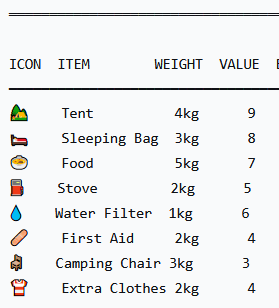 ICON ITEM WEIGHT VALUE
Tent 4kg 9
Sleeping Bag 3kg 8
Food 5kg 7
Stove 2kg 5
Water Filter 1kg 6
First Aid 2kg 4
Camping Chair 3kg 3
Extra Clothes 2kg 4